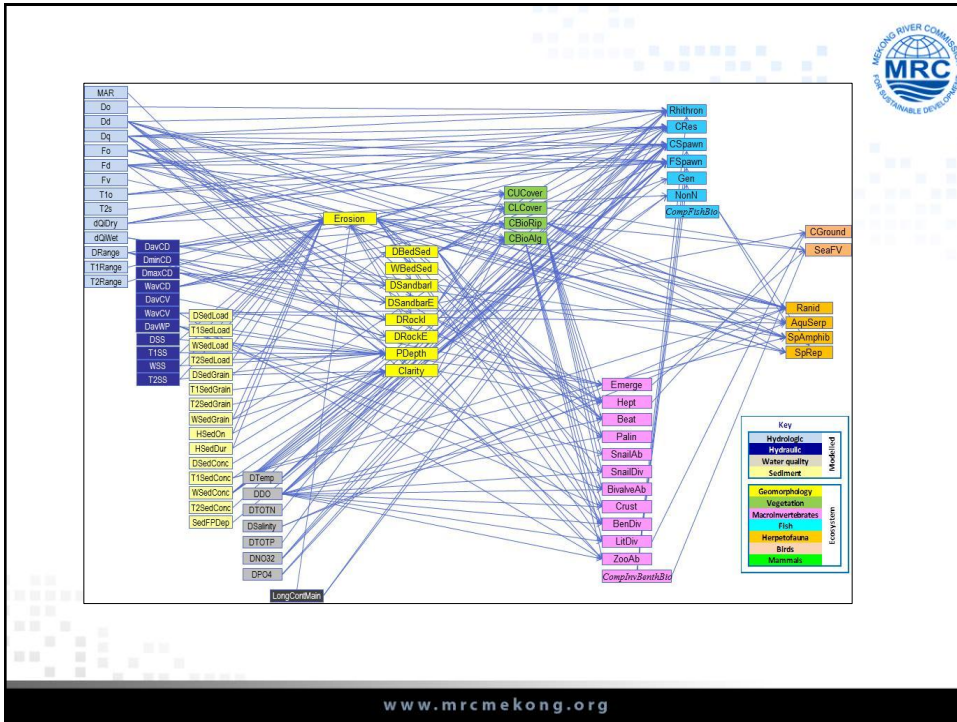 MEKONG RIVER COMMISSION
MRC
FOR SUSTAINABLE DEVELOPMENT
MAR
Do
Dd
Dq
Fo
Fd
Fv
T1o
T2s
dQiDry
dQiWet
DRange
T1Range
T2Range
DavCD
DminCD
DmaxCD
WavCD
DavCV
WavCV
DavWP
DSS
T1SS
WSS
T2SS
DSedLoad
T1SedLoad
WSedLoad
T2SedLoad
DSedGrain
T1SedGrain
T2SedGrain
WSedGrain
HSedOn
HSedDur
DSedConc
T1SedConc
WSedConc
T2SedConc
SedFPDep
DTemp
DDO
DTOTN
DSalinity
DTOTP
DNO32
DPO4
LongContMain
Erosion
DBedSed
WBedSed
DSandbarI
DSandbarE
DRockI
DRockE
PDepth
Clarity
CUCover
CLCover
CBioRip
CBioAlg
Rhithron
CRes
CSpawn
FSpawn
Gen
NonN
CompFishBio
Emerge
Hept
Beat
Palin
SnailAb
SnailDiv
BivalveAb
Crust
BenDiv
LitDiv
ZooAb
CompInvBenthBio
CGround
SeaFV
Ranid
AquSerp
SpAmphib
SpRep
Key
Hydrologic
Hydraulic
Water quality
Sediment
Modelled
Geomorphology
Vegetation
Macroinvertebrates
Fish
Herpetofauna
Birds
Mammals
Ecosystem
www.mrcmekong.org